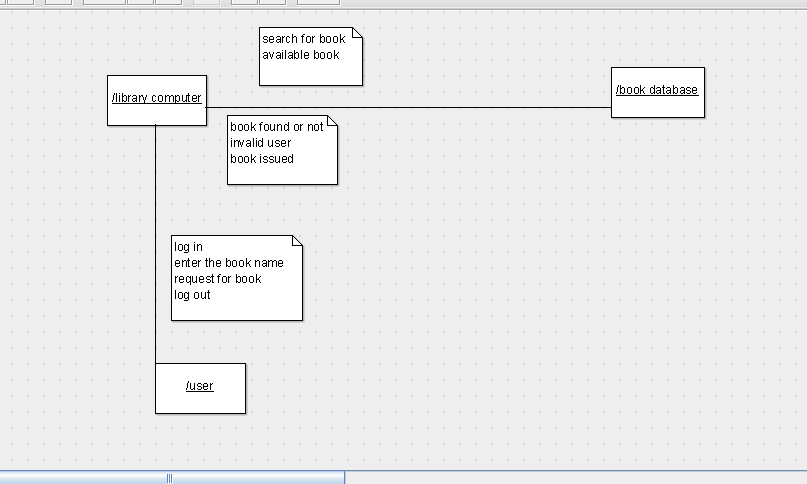 search for book
available book
/library computer
/book database
book found or not
invalid user
book issued
log in
enter the book name
request for book
log out
/user